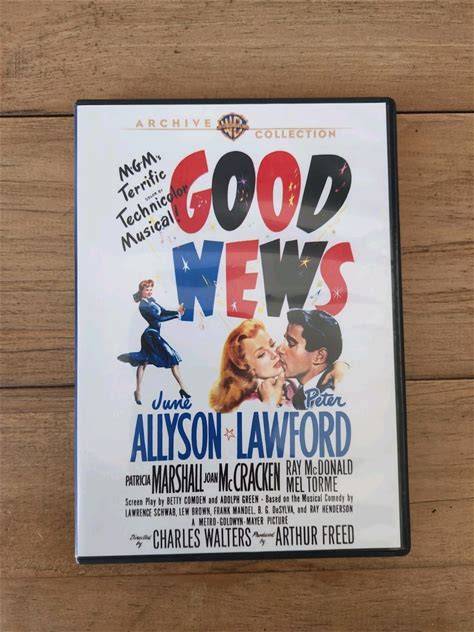 ARCHIVE WB COLLECTION
MGM's
Terrific
COLOR BY
Technicolor
Musical!
GOOD
NEWS
June Peter
ALLYSON ★ LAWFORD
PATRICIA MARSHALL JOAN McCRACKEN RAY McDONALD
MEL TORME
Screen Play by BETTY COMDEN and ADOLPH GREEN - Based on the Musical Comedy by
LAWRENCE SCHWAB, LEW BROWN, FRANK MANDEL, B. G. DeSYLVA, and RAY HENDERSON
A METRO-GOLDWYN-MAYER PICTURE
Directed by CHARLES WALTERS Produced by ARTHUR FREED